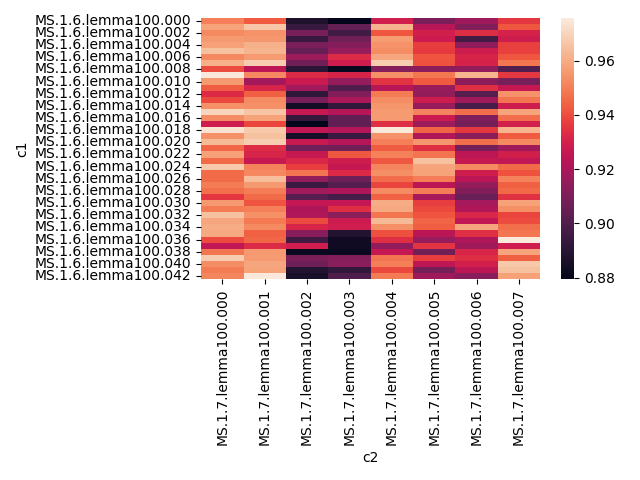 MS.1.6.lemma100.000
MS.1.6.lemma100.002
MS.1.6.lemma100.004
MS.1.6.lemma100.006
MS.1.6.lemma100.008
MS.1.6.lemma100.010
MS.1.6.lemma100.012
MS.1.6.lemma100.014
MS.1.6.lemma100.016
MS.1.6.lemma100.018
MS.1.6.lemma100.020
MS.1.6.lemma100.022
MS.1.6.lemma100.024
MS.1.6.lemma100.026
MS.1.6.lemma100.028
MS.1.6.lemma100.030
MS.1.6.lemma100.032
MS.1.6.lemma100.034
MS.1.6.lemma100.036
MS.1.6.lemma100.038
MS.1.6.lemma100.040
MS.1.6.lemma100.042
c1
MS.1.7.lemma100.000
MS.1.7.lemma100.001
MS.1.7.lemma100.002
MS.1.7.lemma100.003
MS.1.7.lemma100.004
MS.1.7.lemma100.005
MS.1.7.lemma100.006
MS.1.7.lemma100.007
c2
0.96
0.94
0.92
0.90
0.88